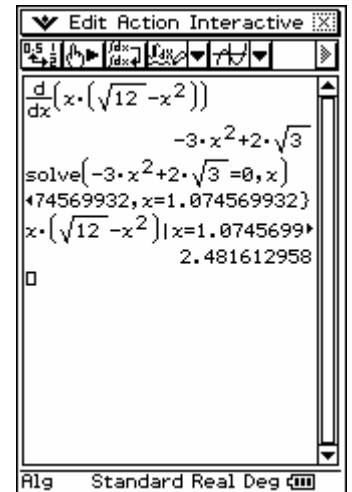 Edit Action Interactive
d/dx(x·(√12 -x²))
-3·x²+2·√3
solve(-3·x²+2·√3 =0,x)
◂74569932,x=1.074569932}
x·(√12 -x²)|x=1.0745699▸
2.481612958
Alg Standard Real Deg